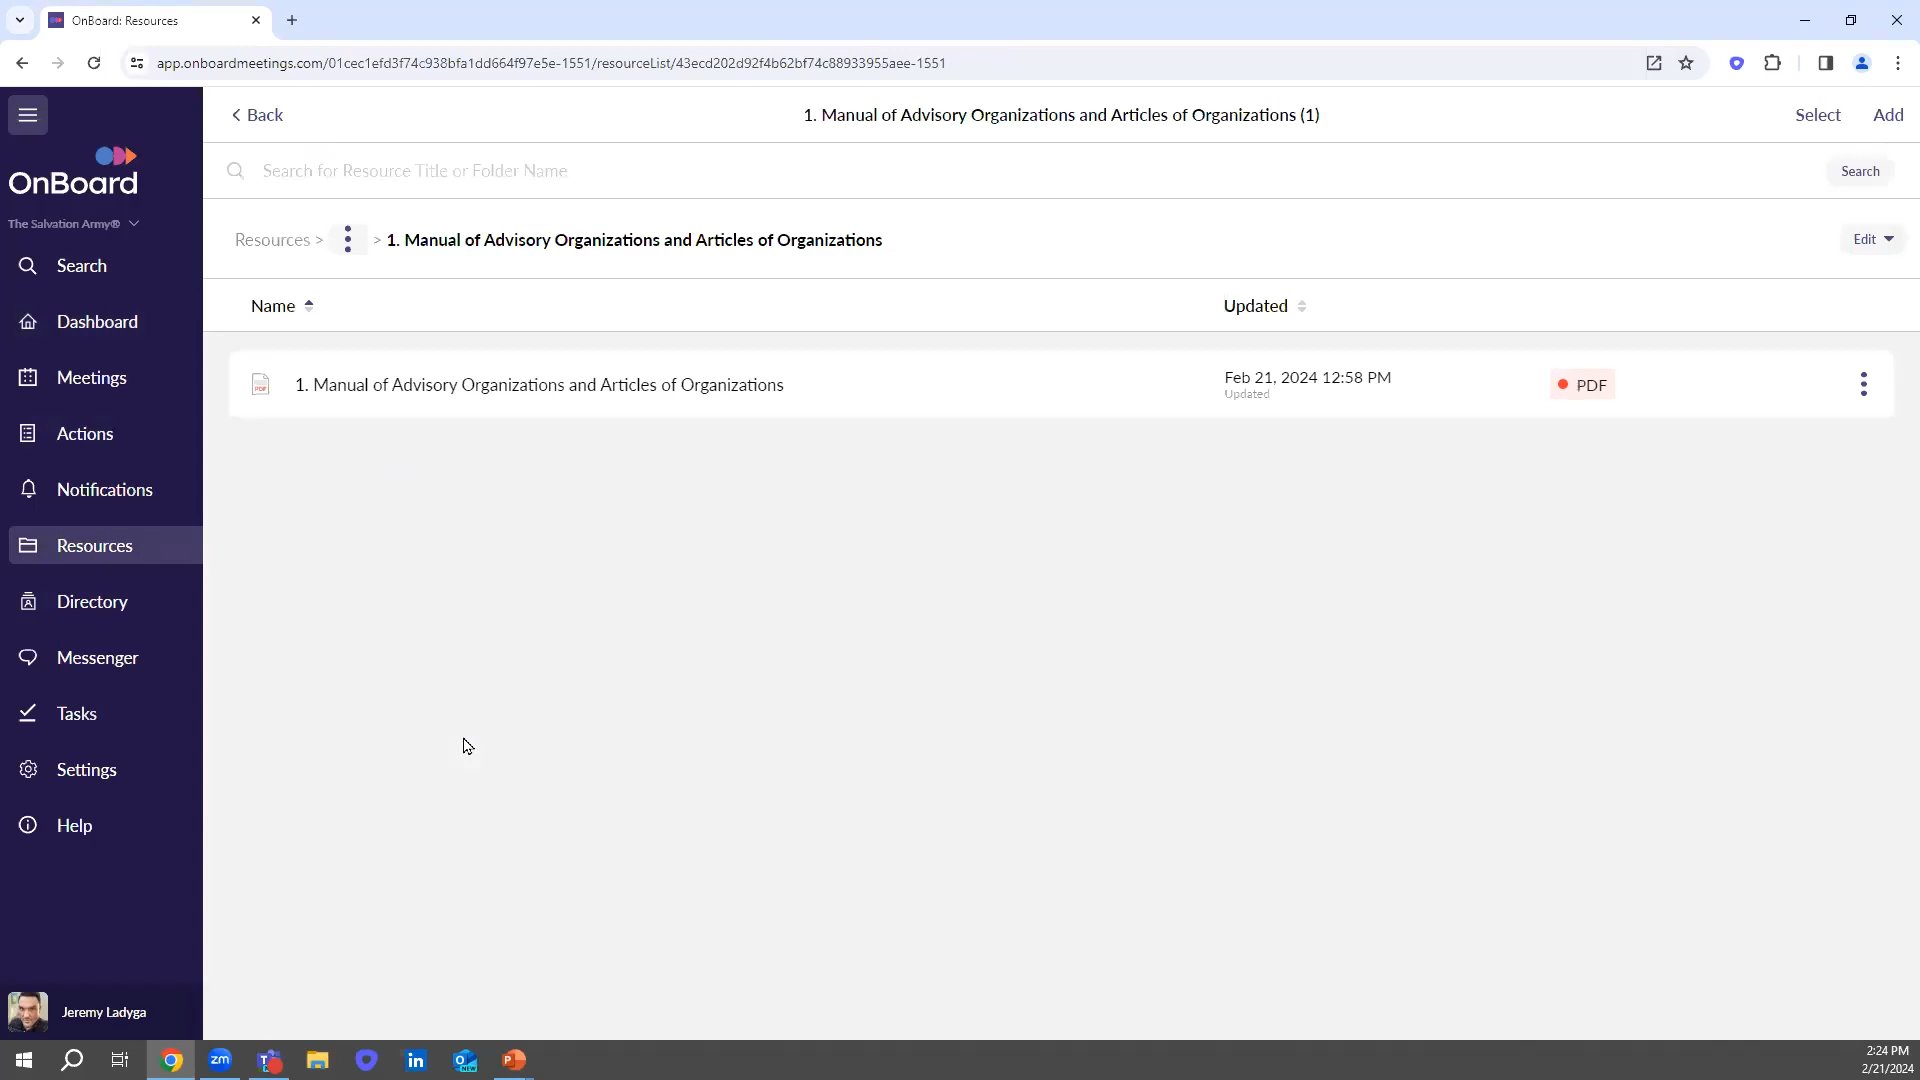 OnBoard: Resources
app.onboardmeetings.com/01cec1efd3f74c938bfa1dd664f97e5e-1551/resourceList/43ecd202d92f4b62bf74c88933955aee-1551
Back
1. Manual of Advisory Organizations and Articles of Organizations (1)
Select
Add
OnBoard
The Salvation Army®
Search for Resource Title or Folder Name
Search
Resources >
> 1. Manual of Advisory Organizations and Articles of Organizations
Edit
Name
Updated
1. Manual of Advisory Organizations and Articles of Organizations
Feb 21, 2024 12:58 PM
Updated
PDF
Search
Dashboard
Meetings
Actions
Notifications
Resources
Directory
Messenger
Tasks
Settings
Help
Jeremy Ladyga
zm
in
NEW
2:24 PM
2/21/2024